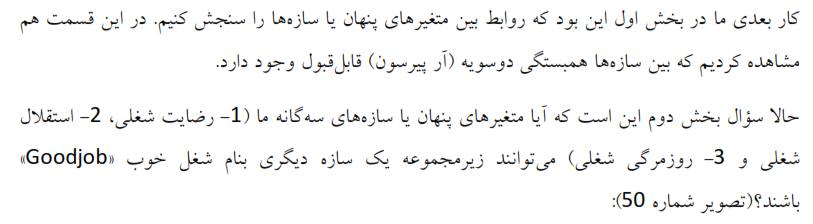 کار بعدی ما در بخش اول این بود که روابط بین متغیرهای پنهان یا سازه‌ها را سنجش کنیم. در این قسمت هم
مشاهده کردیم که بین سازه‌ها همبستگی دوسویه (آر پیرسون) قابل‌قبول وجود دارد.
حالا سؤال بخش دوم این است که آیا متغیرهای پنهان یا سازه‌های سه‌گانه ما (1- رضایت شغلی، 2- استقلال
شغلی و 3- روزمرگی شغلی) می‌توانند زیرمجموعه یک سازه دیگری بنام شغل خوب «Goodjob»
باشند؟(تصویر شماره 50):